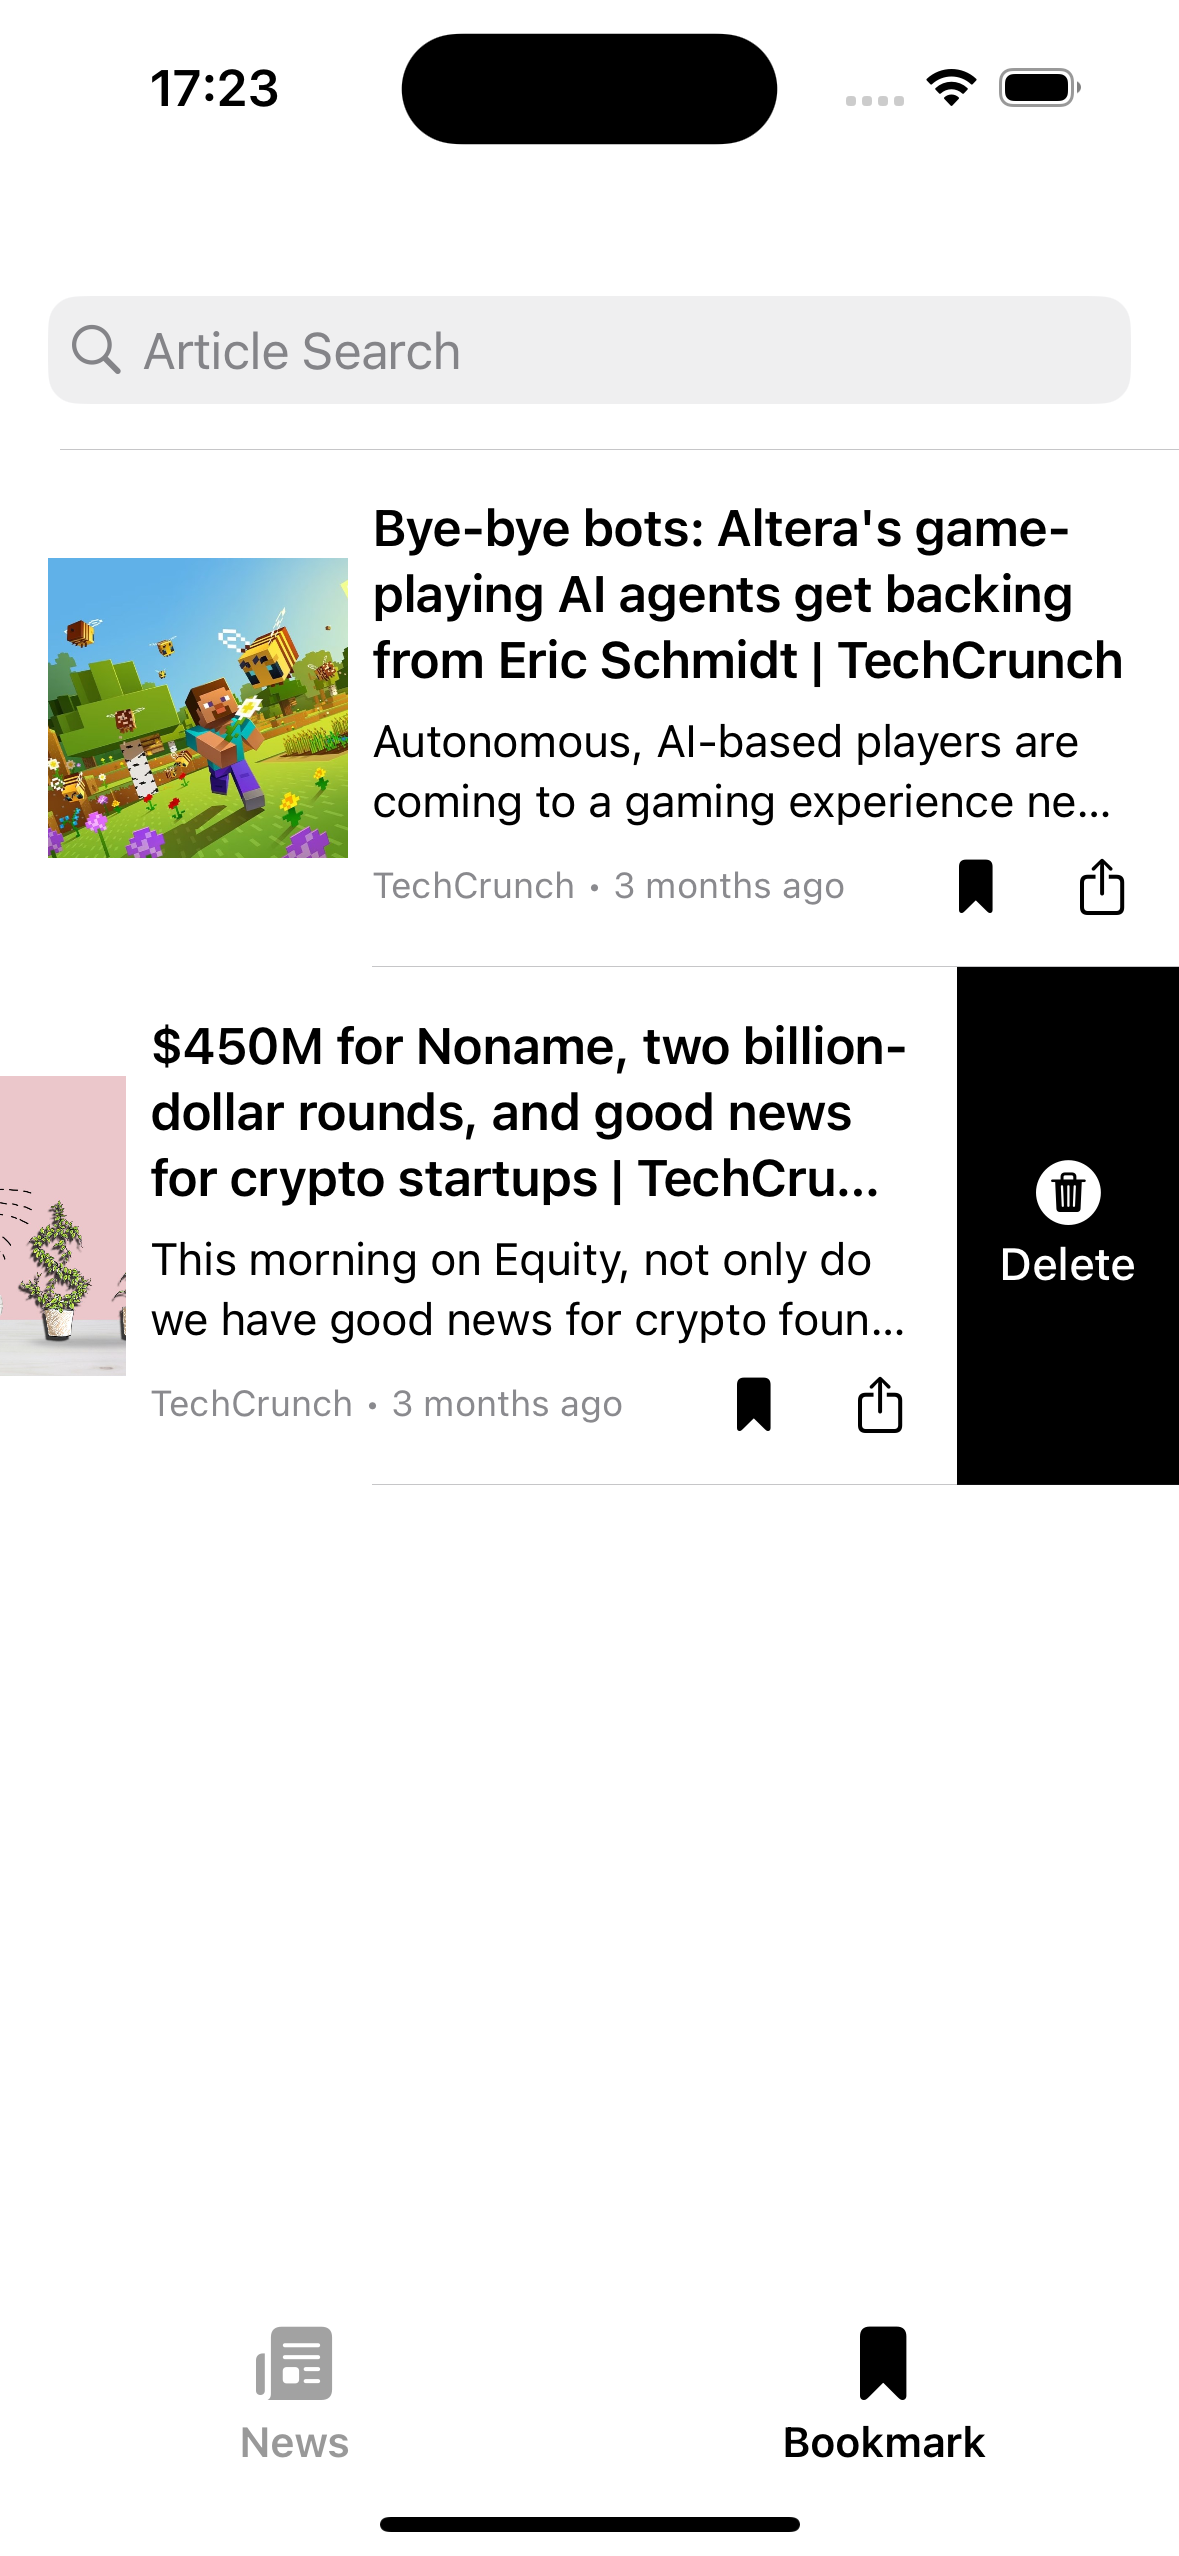 17:23
Article Search
Bye-bye bots: Altera's game-
playing AI agents get backing
from Eric Schmidt | TechCrunch
Autonomous, AI-based players are
coming to a gaming experience ne...
TechCrunch • 3 months ago
$450M for Noname, two billion-
dollar rounds, and good news
for crypto startups | TechCru...
This morning on Equity, not only do
we have good news for crypto foun...
TechCrunch • 3 months ago
Delete
News
Bookmark